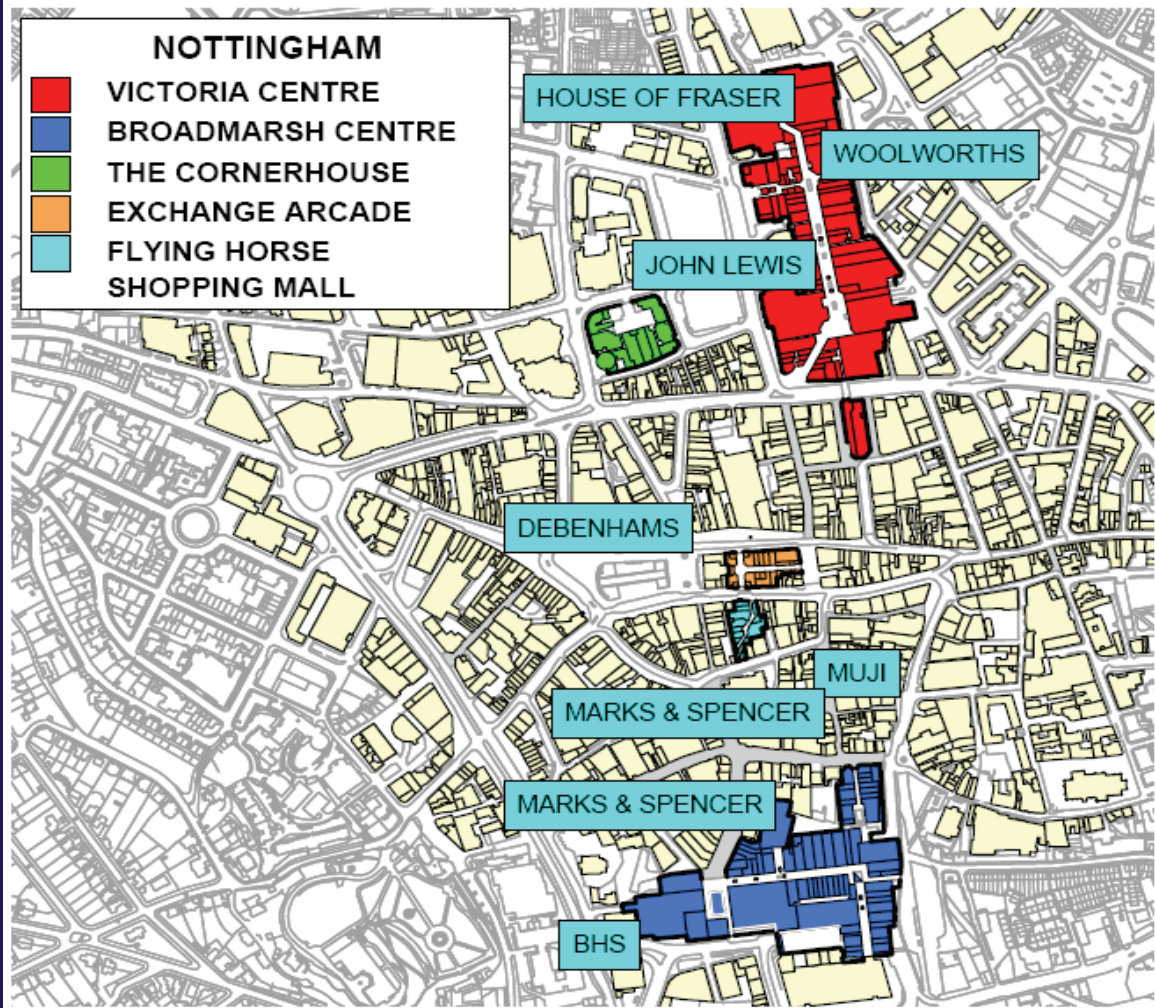 NOTTINGHAM
VICTORIA CENTRE
BROADMARSH CENTRE
THE CORNERHOUSE
EXCHANGE ARCADE
FLYING HORSE
SHOPPING MALL
HOUSE OF FRASER
WOOLWORTHS
JOHN LEWIS
DEBENHAMS
MUJI
MARKS & SPENCER
MARKS & SPENCER
BHS